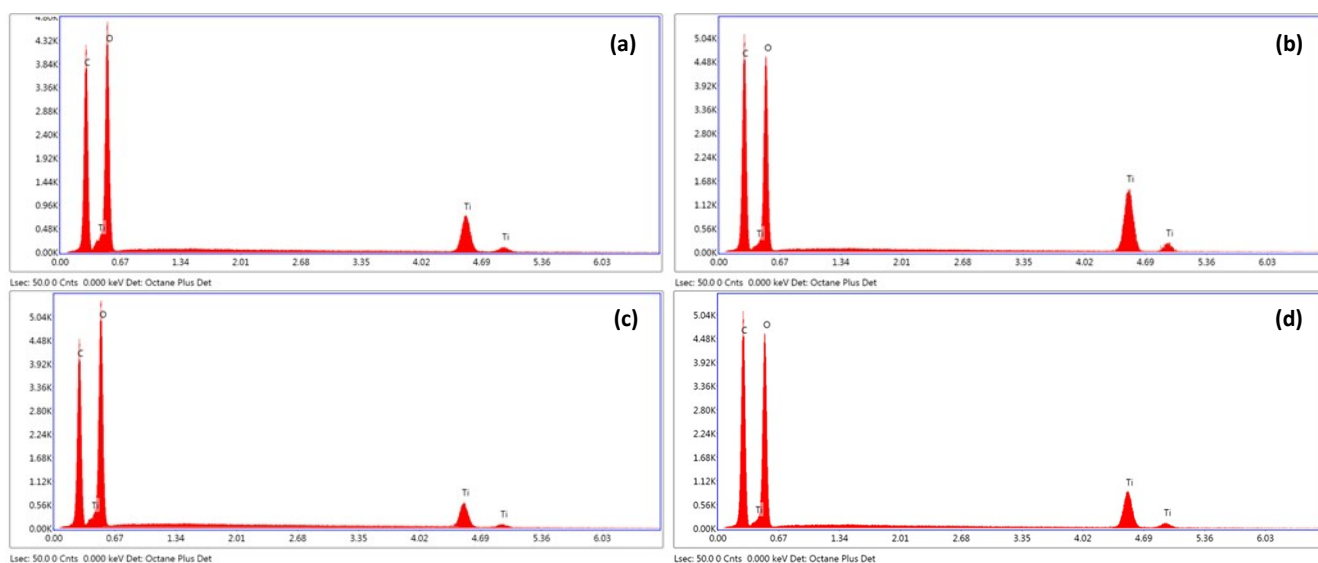 4.80K
4.32K
3.84K
3.36K
2.88K
2.40K
1.92K
1.44K
0.96K
0.48K
0.00K
C
O
Ti
Ti
Ti
(a)
0.00 0.67 1.34 2.01 2.68 3.35 4.02 4.69 5.36 6.03
Lsec: 50.0 0 Cnts 0.000 keV Det: Octane Plus Det
5.04K
4.48K
3.92K
3.36K
2.80K
2.24K
1.68K
1.12K
0.56K
0.00K
C
O
Ti
Ti
Ti
(b)
0.00 0.67 1.34 2.01 2.68 3.35 4.02 4.69 5.36 6.03
Lsec: 50.0 0 Cnts 0.000 keV Det: Octane Plus Det
5.04K
4.48K
3.92K
3.36K
2.80K
2.24K
1.68K
1.12K
0.56K
0.00K
C
O
Ti
Ti
Ti
(c)
0.00 0.67 1.34 2.01 2.68 3.35 4.02 4.69 5.36 6.03
Lsec: 50.0 0 Cnts 0.000 keV Det: Octane Plus Det
5.04K
4.48K
3.92K
3.36K
2.80K
2.24K
1.68K
1.12K
0.56K
0.00K
C
O
Ti
Ti
Ti
(d)
0.00 0.67 1.34 2.01 2.68 3.35 4.02 4.69 5.36 6.03
Lsec: 50.0 0 Cnts 0.000 keV Det: Octane Plus Det